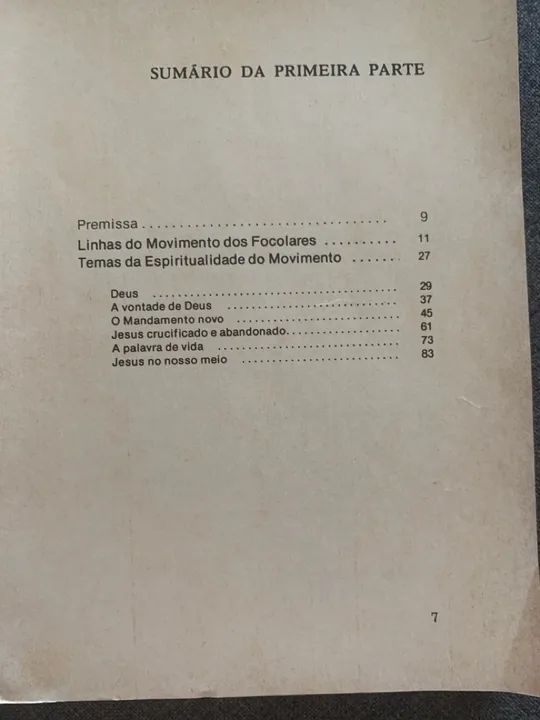 SUMÁRIO DA PRIMEIRA PARTE
Premissa ................................. 9
Linhas do Movimento dos Focolares .......... 11
Temas da Espiritualidade do Movimento ...... 27
Deus ....................................... 29
A vontade de Deus .......................... 37
O Mandamento novo .......................... 45
Jesus crucificado e abandonado.................. 61
A palavra de vida ............................. 73
Jesus no nosso meio ........................ 83
7